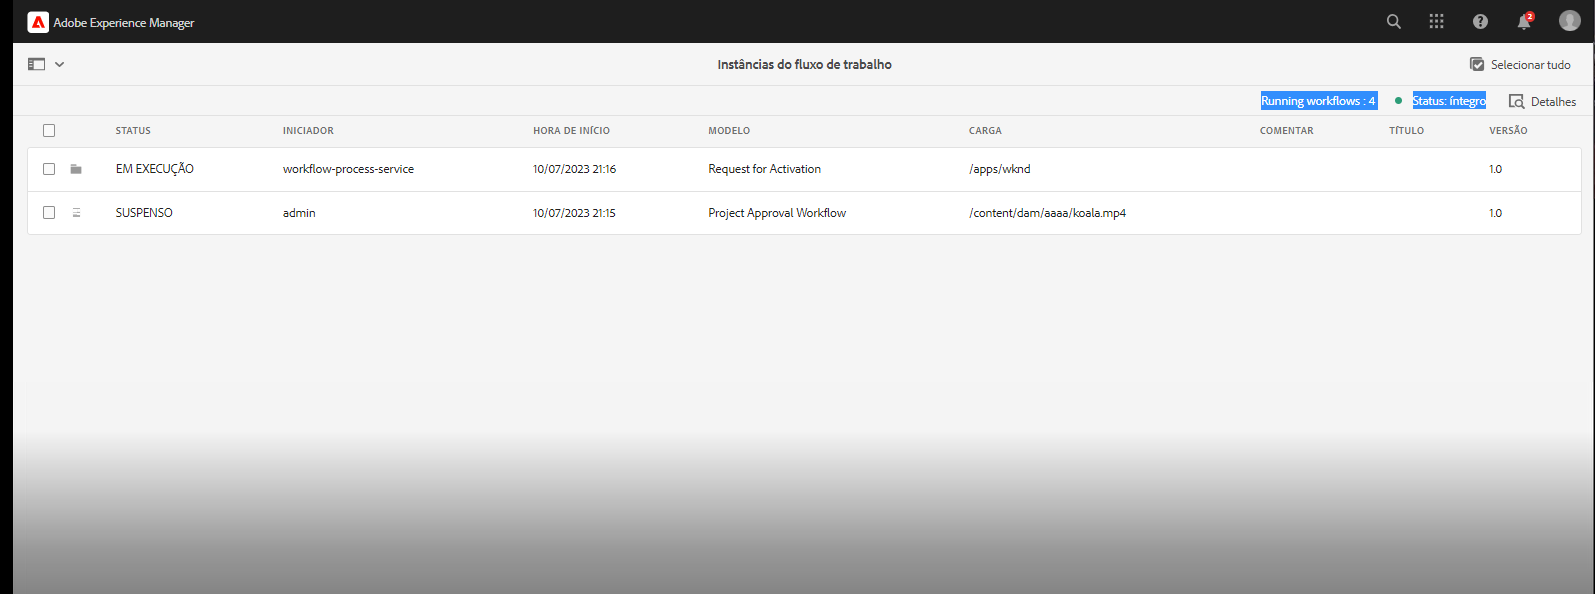 Adobe Experience Manager
2
Instâncias do fluxo de trabalho
Selecionar tudo
Running workflows : 4 Status: íntegro Detalhes
STATUS INICIADOR HORA DE INÍCIO MODELO CARGA COMENTAR TÍTULO VERSÃO
EM EXECUÇÃO workflow-process-service 10/07/2023 21:16 Request for Activation /apps/wknd 1.0
SUSPENSO admin 10/07/2023 21:15 Project Approval Workflow /content/dam/aaaa/koala.mp4 1.0